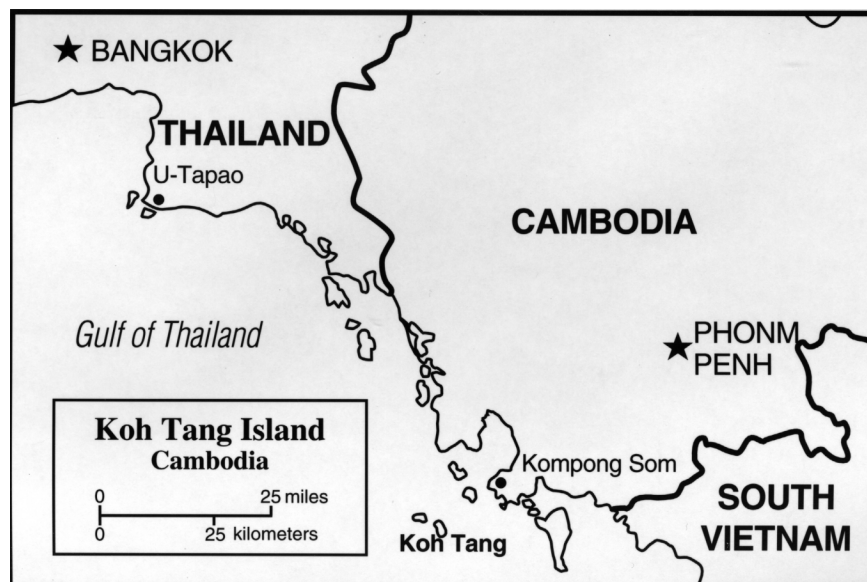 BANGKOK
THAILAND
U-Tapao
CAMBODIA
Gulf of Thailand
PHONM
PENH
Koh Tang Island
Cambodia
0 25 miles
0 25 kilometers
Kompong Som
Koh Tang
SOUTH
VIETNAM